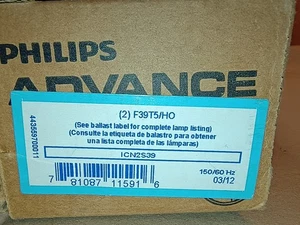 PHILIPS
ADVANCE
(2) F39T5/HO
(See ballast label for complete lamp listing)
(Consulte la etiqueta de balastro para obtener
una lista completa de las lámparas)
ICN2S39
443569700011
7 81087 11591 6
150/60 Hz
03/12